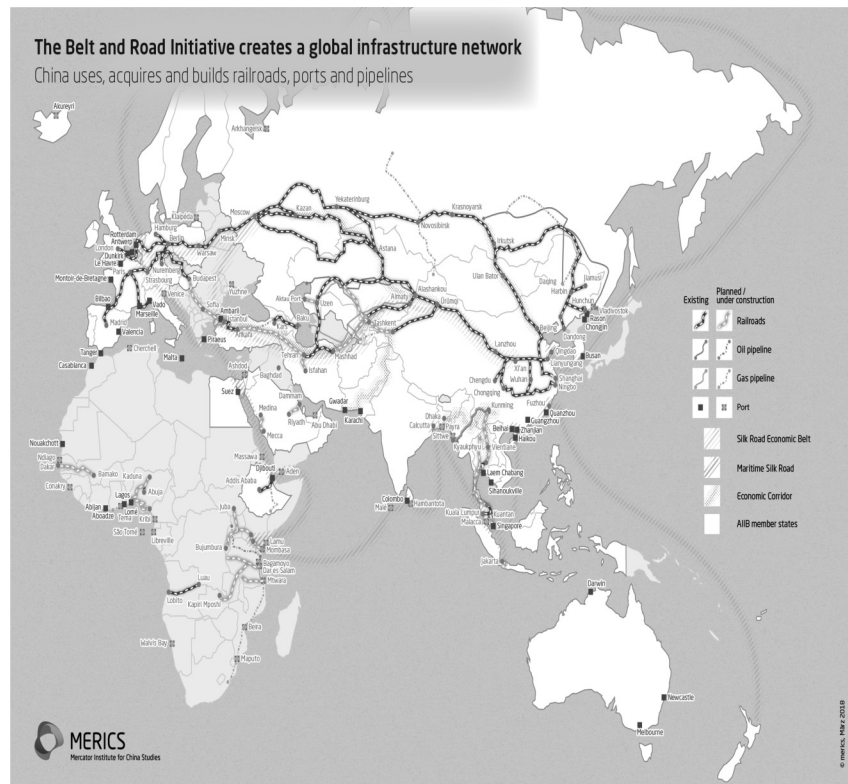 The Belt and Road Initiative creates a global infrastructure network
China uses, acquires and builds railroads, ports and pipelines
Akureyri
Arkhangelsk
Klaipeda
Moscow
Kazan
Yekaterinburg
Krasnoyarsk
Novosibirsk
Rotterdam
Antwerp
Hamburg
Berlin
London
Dunkirk
Le Havre
Paris
Warsaw
Minsk
Astana
Irkutsk
Montoir-de-Bretagne
Strasbourg
Nuremberg
Budapest
Ulan Bator
Daqing
Jiamusi
Harbin
Bilbao
Venice
Yuzhne
Aktau Port
Uzen
Almaty
Alashankou
Ürümqi
Hunchun
Vladivostok
Vado
Marseille
Sofia
Ambarli
Istanbul
Ankara
Kars
Baku
Tashkent
Rason
Chongjin
Madrid
Valencia
Piraeus
Tehran
Mashhad
Isfahan
Lanzhou
Beijing
Dandong
Busan
Tanger
Casablanca
Cherchell
Malta
Ashdod
Baghdad
Xi'an
Qingdao
Lianyungang
Suez
Dammam
Gwadar
Karachi
Chengdu
Chongqing
Wuhan
Shanghai
Ningbo
Medina
Riyadh
Abu Dhabi
Mecca
Dhaka
Calcutta
Payra
Sittwe
Kyaukphyu
Kunming
Vientiane
Fuzhou
Quanzhou
Guangzhou
Beihai
Zhanjian
Haikou
Nouakchott
Ndiago
Dakar
Bamako
Kaduna
Abuja
Massawa
Aden
Djibouti
Addis Ababa
Conakry
Lagos
Abijan
Aboadze
Lomé
Tema
Kribi
São Tomé
Libreville
Juba
Colombo
Hambantota
Male
Laem Chabang
Sihanoukville
Kuala Lumpur
Kuantan
Malacca
Singapore
Jakarta
Bujumbura
Lamu
Mombasa
Bagamoyo
Dar es Salam
Mtwara
Luau
Lobito
Kapiri Mposhi
Walvis Bay
Beira
Maputo
Darwin
Newcastle
Melbourne
Existing
Planned /
under construction
Railroads
Oil pipeline
Gas pipeline
Port
Silk Road Economic Belt
Maritime Silk Road
Economic Corridor
AIIB member states
MERICS
Mercator Institute for China Studies
© merics, März 2018